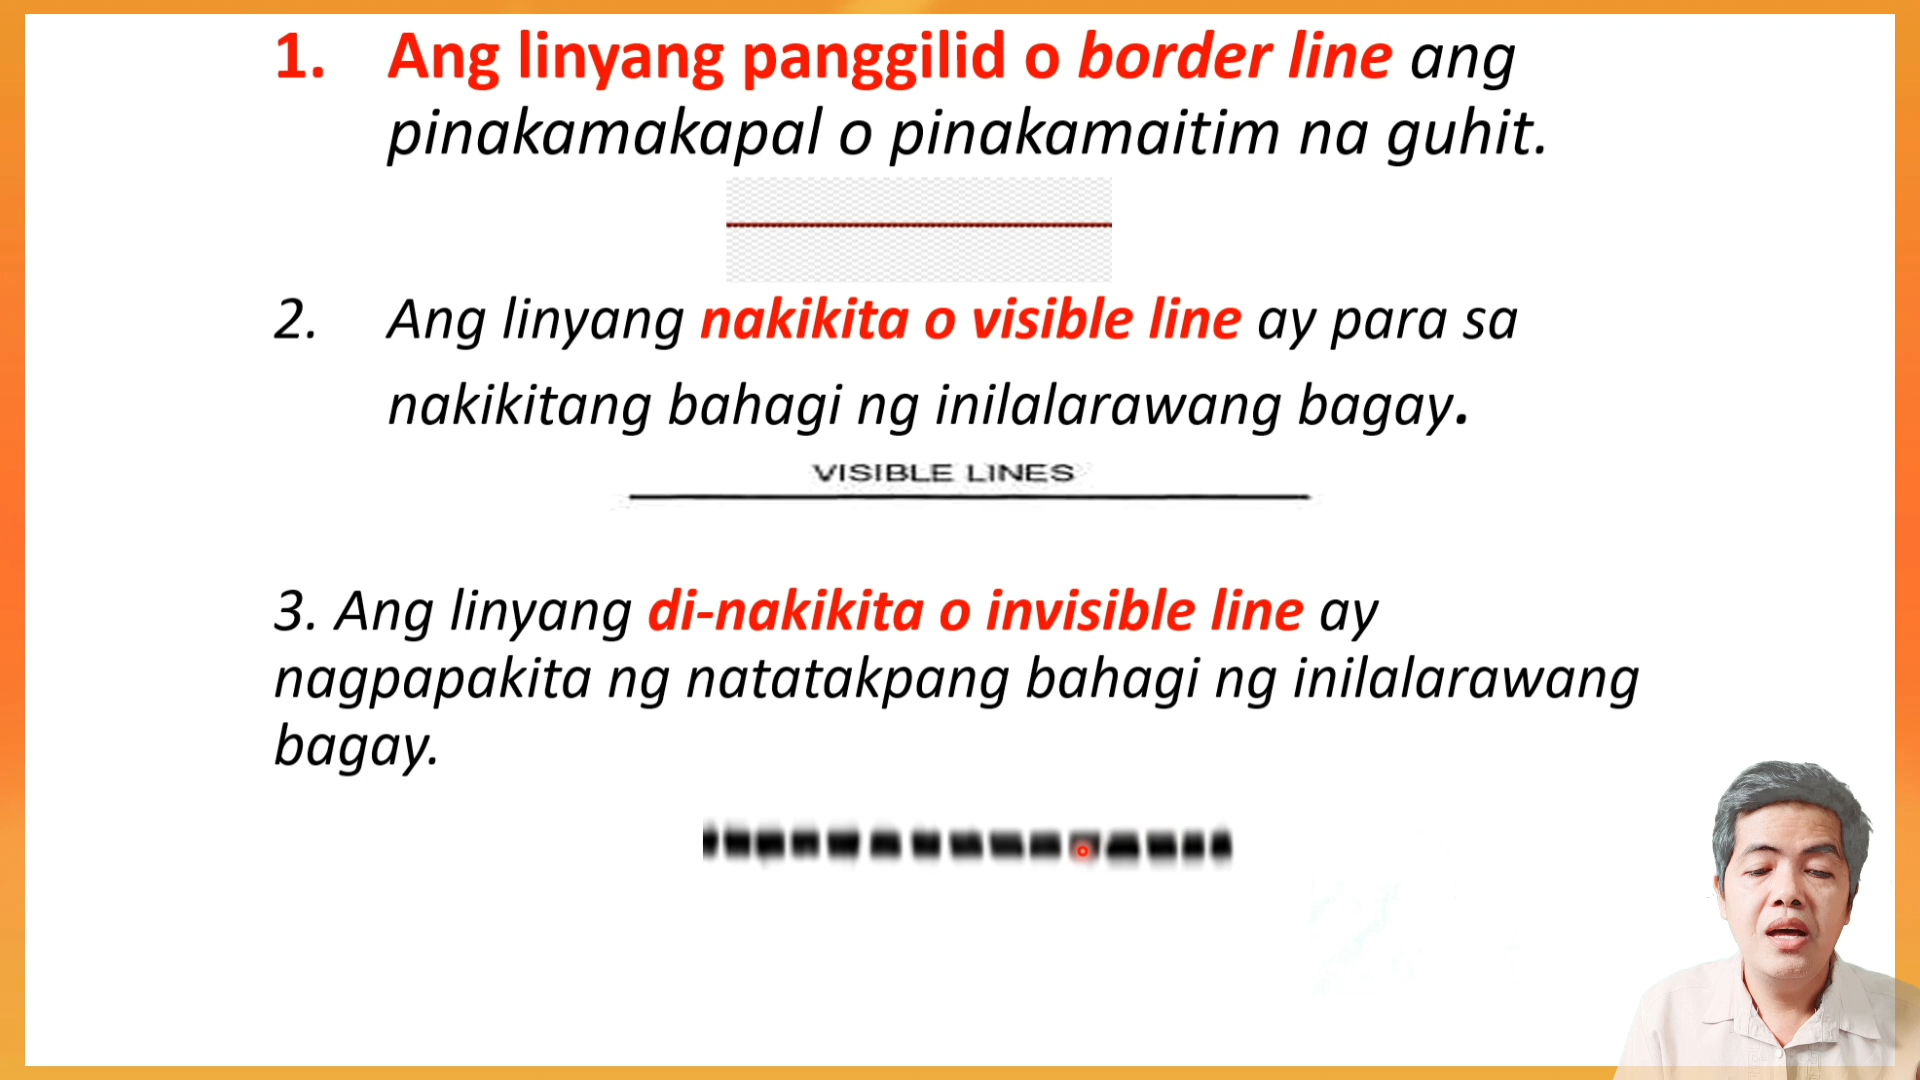 1. Ang linyang panggilid o border line ang
pinakamakapal o pinakamaitim na guhit.
2. Ang linyang nakikita o visible line ay para sa
nakikitang bahagi ng inilalarawang bagay.
VISIBLE LINES
3. Ang linyang di-nakikita o invisible line ay
nagpapakita ng natatakpang bahagi ng inilalarawang
bagay.